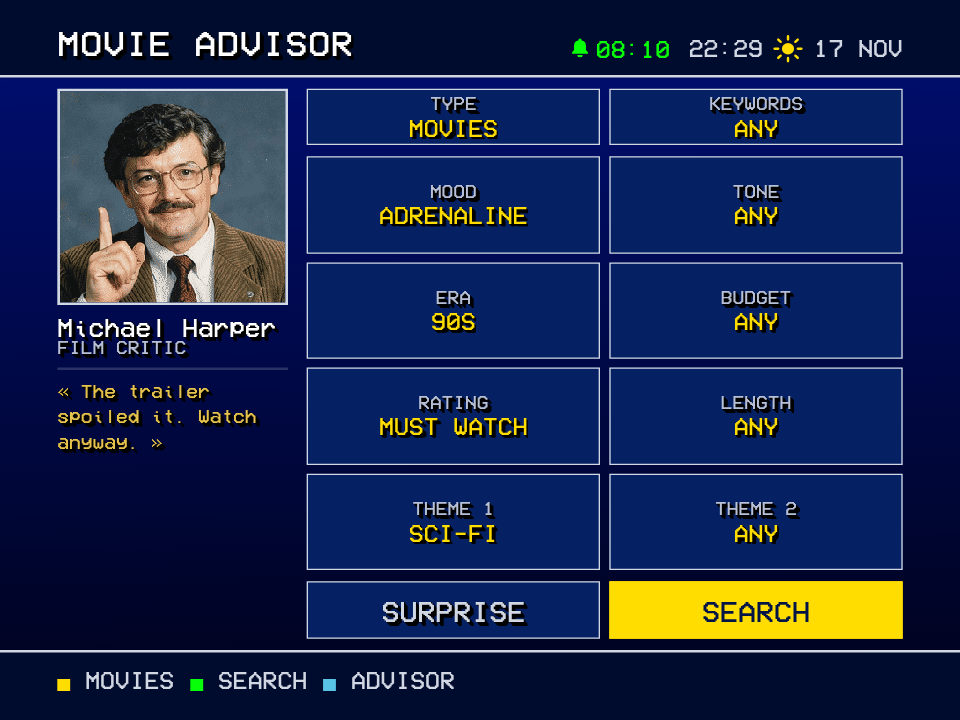 MOVIE ADVISOR
08:10 22:29 17 NOV
TYPE
MOVIES
KEYWORDS
ANY
MOOD
ADRENALINE
TONE
ANY
ERA
90S
BUDGET
ANY
RATING
MUST WATCH
LENGTH
ANY
THEME 1
SCI-FI
THEME 2
ANY
SURPRISE
SEARCH
Michael Harper
FILM CRITIC
« The trailer
spoiled it. Watch
anyway. »
MOVIES SEARCH ADVISOR